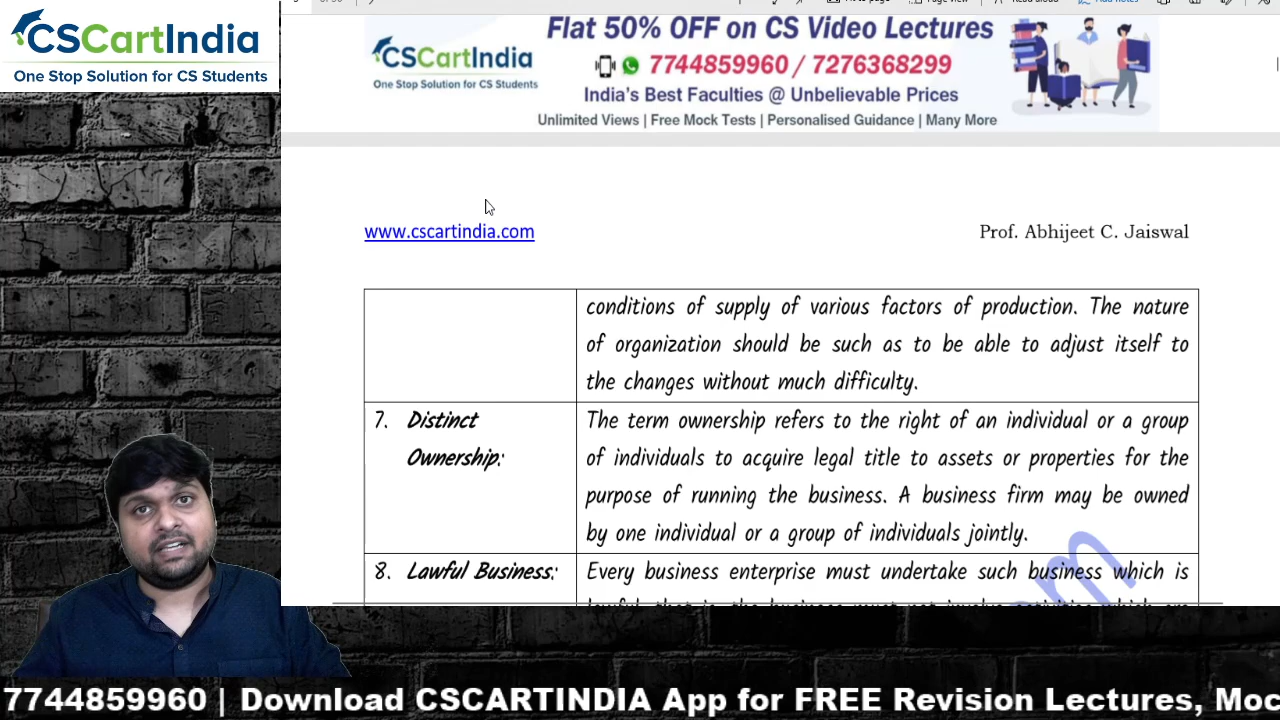 CSCartIndia
One Stop Solution for CS Students
Page view
Read aloud
Add notes
CSCartIndia
One Stop Solution for CS Students
Flat 50% OFF on CS Video Lectures
7744859960 / 7276368299
India's Best Faculties @ Unbelievable Prices
Unlimited Views | Free Mock Tests | Personalised Guidance | Many More
www.cscartindia.com
Prof. Abhijeet C. Jaiswal
conditions of supply of various factors of production. The nature
of organization should be such as to be able to adjust itself to
the changes without much difficulty.
7. Distinct
Ownership:
The term ownership refers to the right of an individual or a group
of individuals to acquire legal title to assets or properties for the
purpose of running the business. A business firm may be owned
by one individual or a group of individuals jointly.
8. Lawful Business:
Every business enterprise must undertake such business which is
om
7744859960 | Download CSCARTINDIA App for FREE Revision Lectures, Moc